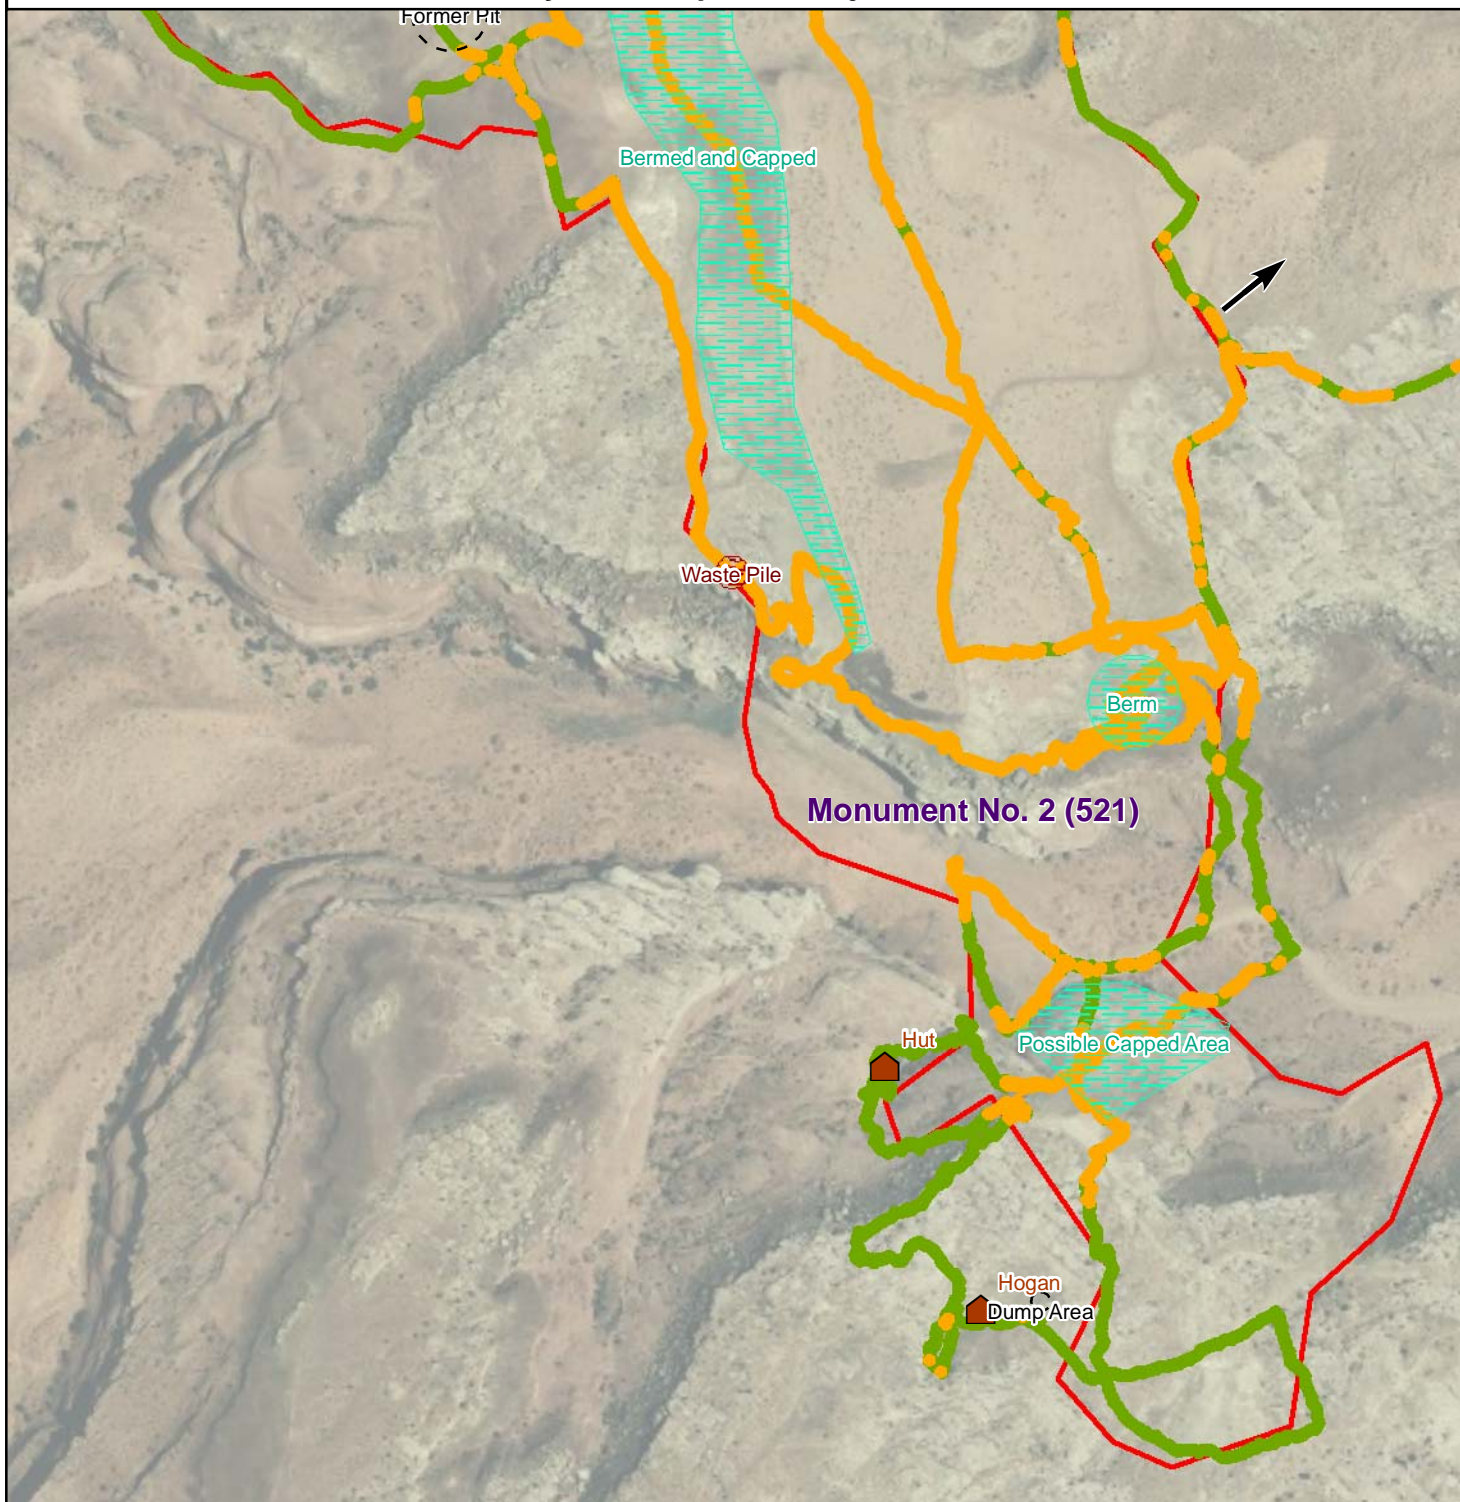 Former Pit
Bermed and Capped
Waste Pile
Berm
Monument No. 2 (521)
Hut
Possible Capped Area
Hogan
Dump Area